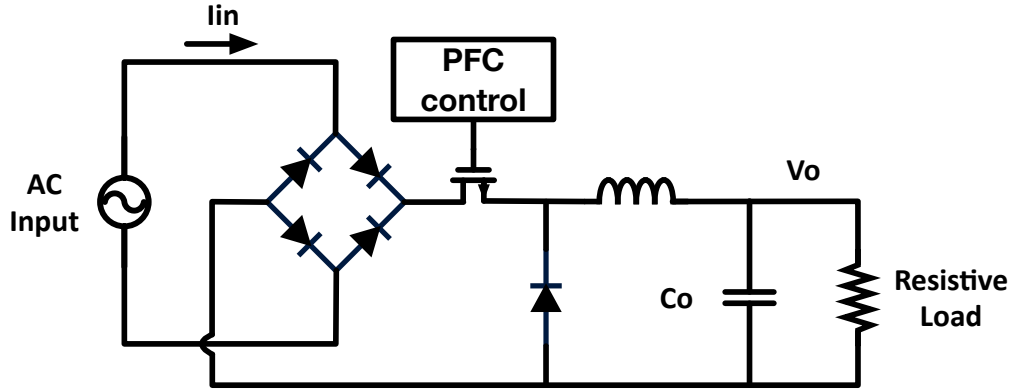 Iin
PFC
control
AC
Input
Vo
Co
Resistive
Load